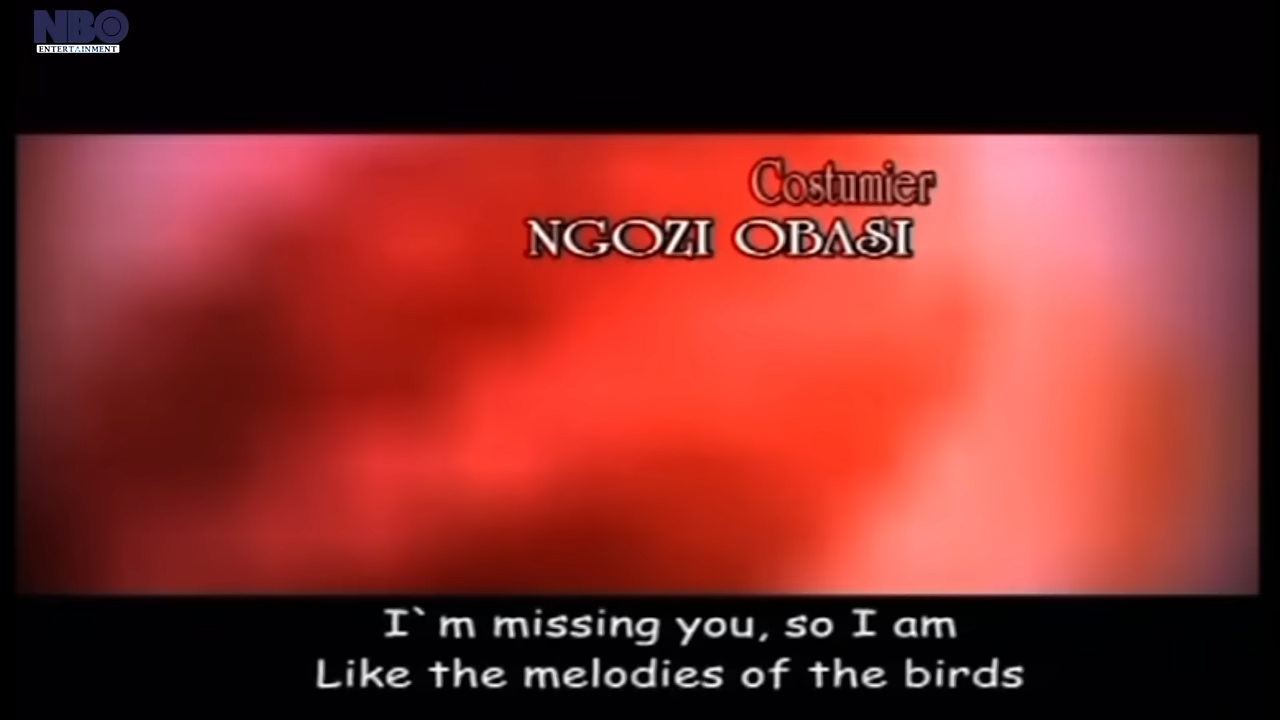 NBO
ENTERTAINMENT
Costumier
NGOZI OBASI
I`m missing you, so I am
Like the melodies of the birds